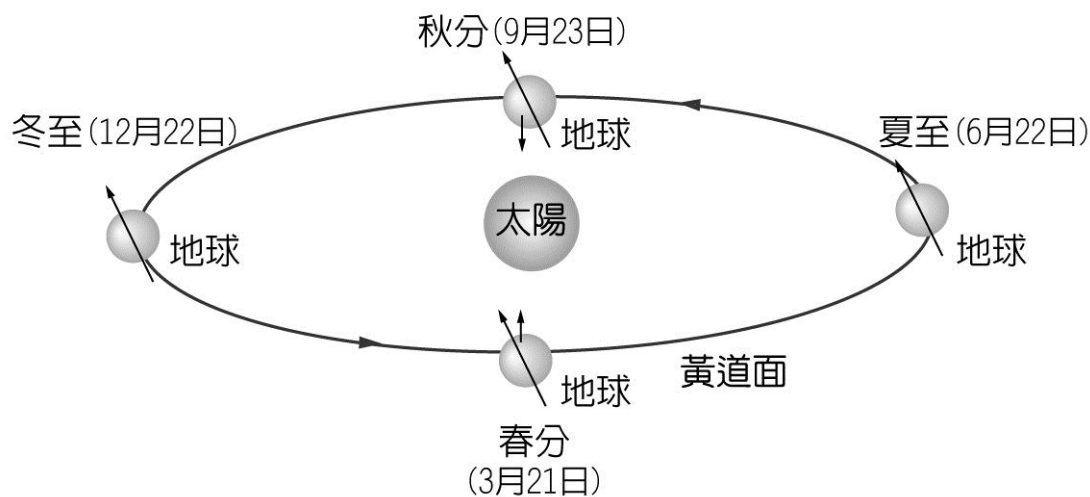 秋分(9月23日)
冬至(12月22日)
地球
夏至(6月22日)
太陽
地球
地球
地球
黃道面
春分
(3月21日)